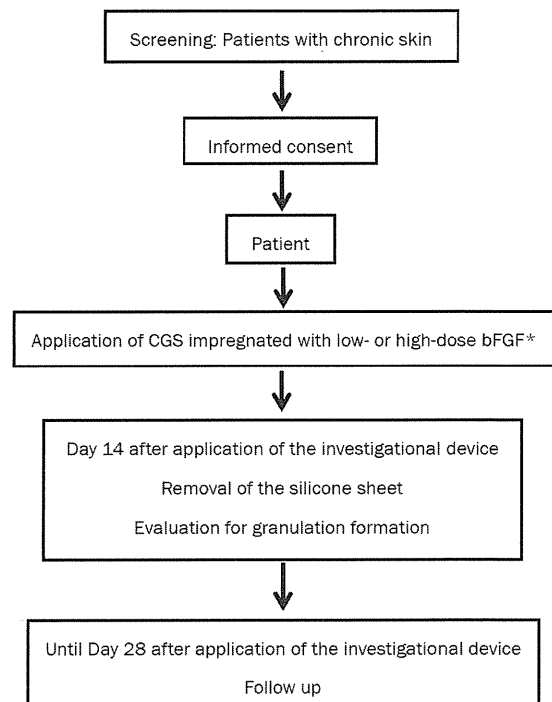 Screening: Patients with chronic skin
Informed consent
Patient
Application of CGS impregnated with low- or high-dose bFGF*
Day 14 after application of the investigational device
Removal of the silicone sheet
Evaluation for granulation formation
Until Day 28 after application of the investigational device
Follow up